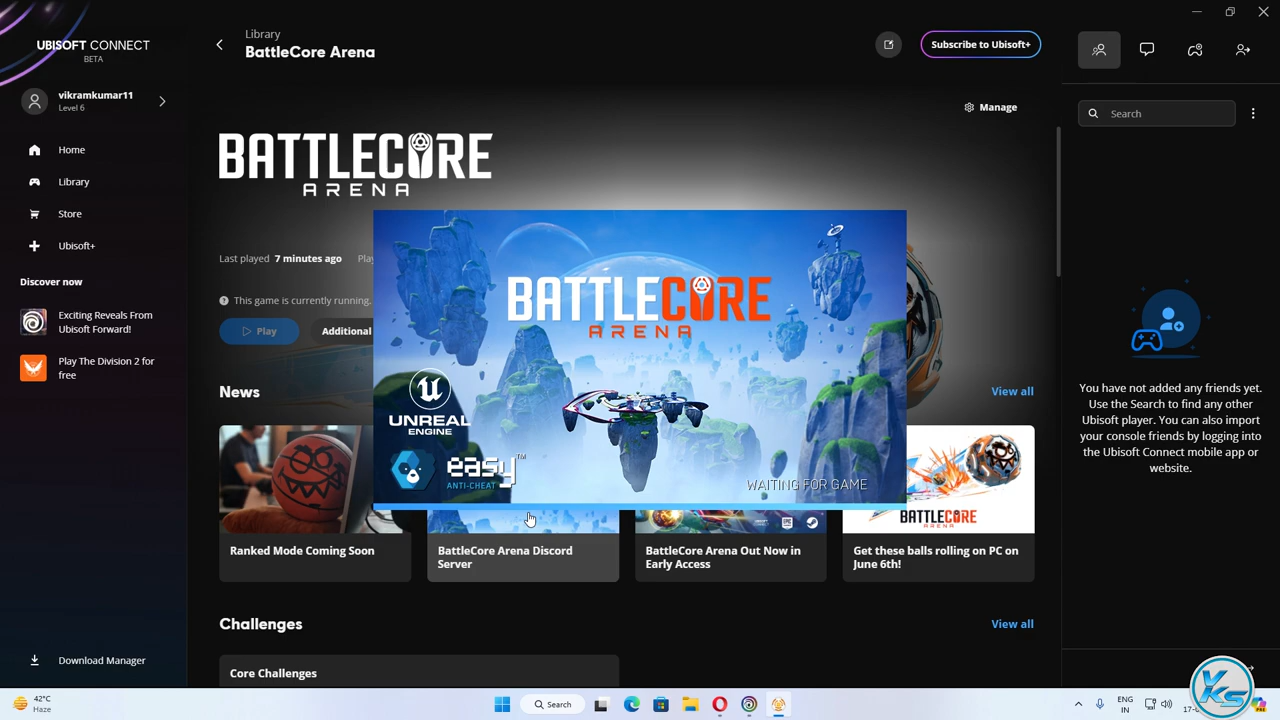 UBISOFT CONNECT
BETA
vikramkumar11
Level 6
Home
Library
Store
Ubisoft+
Discover now
Exciting Reveals From
Ubisoft Forward!
Play The Division 2 for
free
Download Manager
Library
BattleCore Arena
Subscribe to Ubisoft+
Manage
BATTLECORE
ARENA
Last played 7 minutes ago
This game is currently running.
Play
Additional
BATTLECORE
ARENA
UNREAL
ENGINE
easy™
ANTI-CHEAT
WAITING FOR GAME
News
View all
BATTLECORE
Ranked Mode Coming Soon
BattleCore Arena Discord
Server
BattleCore Arena Out Now in
Early Access
Get these balls rolling on PC on
June 6th!
Challenges
View all
Core Challenges
Search
You have not added any friends yet.
Use the Search to find any other
Ubisoft player. You can also import
your console friends by logging into
the Ubisoft Connect mobile app or
website.
42°C
Haze
Search
ENG
IN
KS